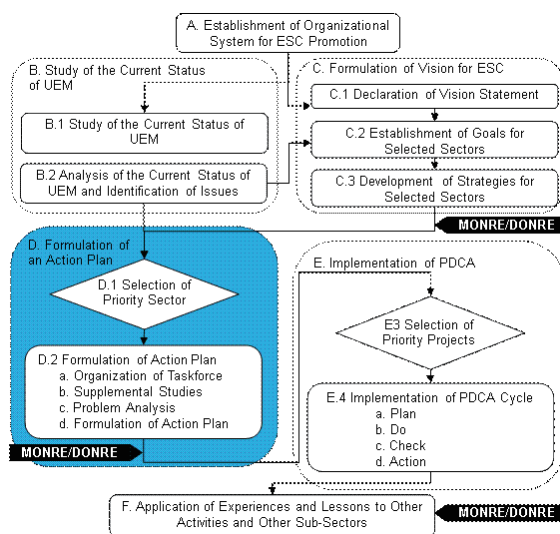 A. Establishment of Organizational
System for ESC Promotion
B. Study of the Current Status
of UEM
B.1 Study of the Current Status of
UEM
B.2 Analysis of the Current Status of
UEM and Identification of Issues
C. Formulation of Vision for ESC
C.1 Declaration of Vision Statement
C.2 Establishment of Goals for
Selected Sectors
C.3 Development of Strategies for
Selected Sectors
MONRE/DONRE
D. Formulation of
an Action Plan
D.1 Selection of
Priority Sector
D.2 Formulation of Action Plan
a. Organization of Taskforce
b. Supplemental Studies
c. Problem Analysis
d. Formulation of Action Plan
MONRE/DONRE
E. Implementation of PDCA
E3 Selection of
Priority Projects
E.4 Implementation of PDCA Cycle
a. Plan
b. Do
c. Check
d. Action
F. Application of Experiences and Lessons to Other
Activities and Other Sub-Sectors
MONRE/DONRE